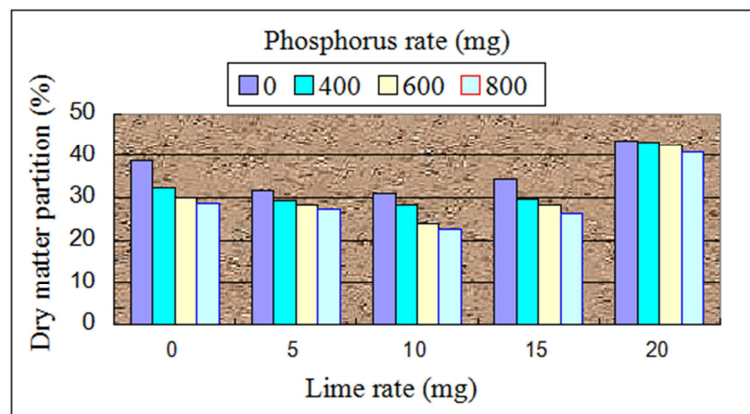 Phosphorus rate (mg)
0 400 600 800
Dry matter partition (%)
50
40
30
20
10
0
0 5 10 15 20
Lime rate (mg)